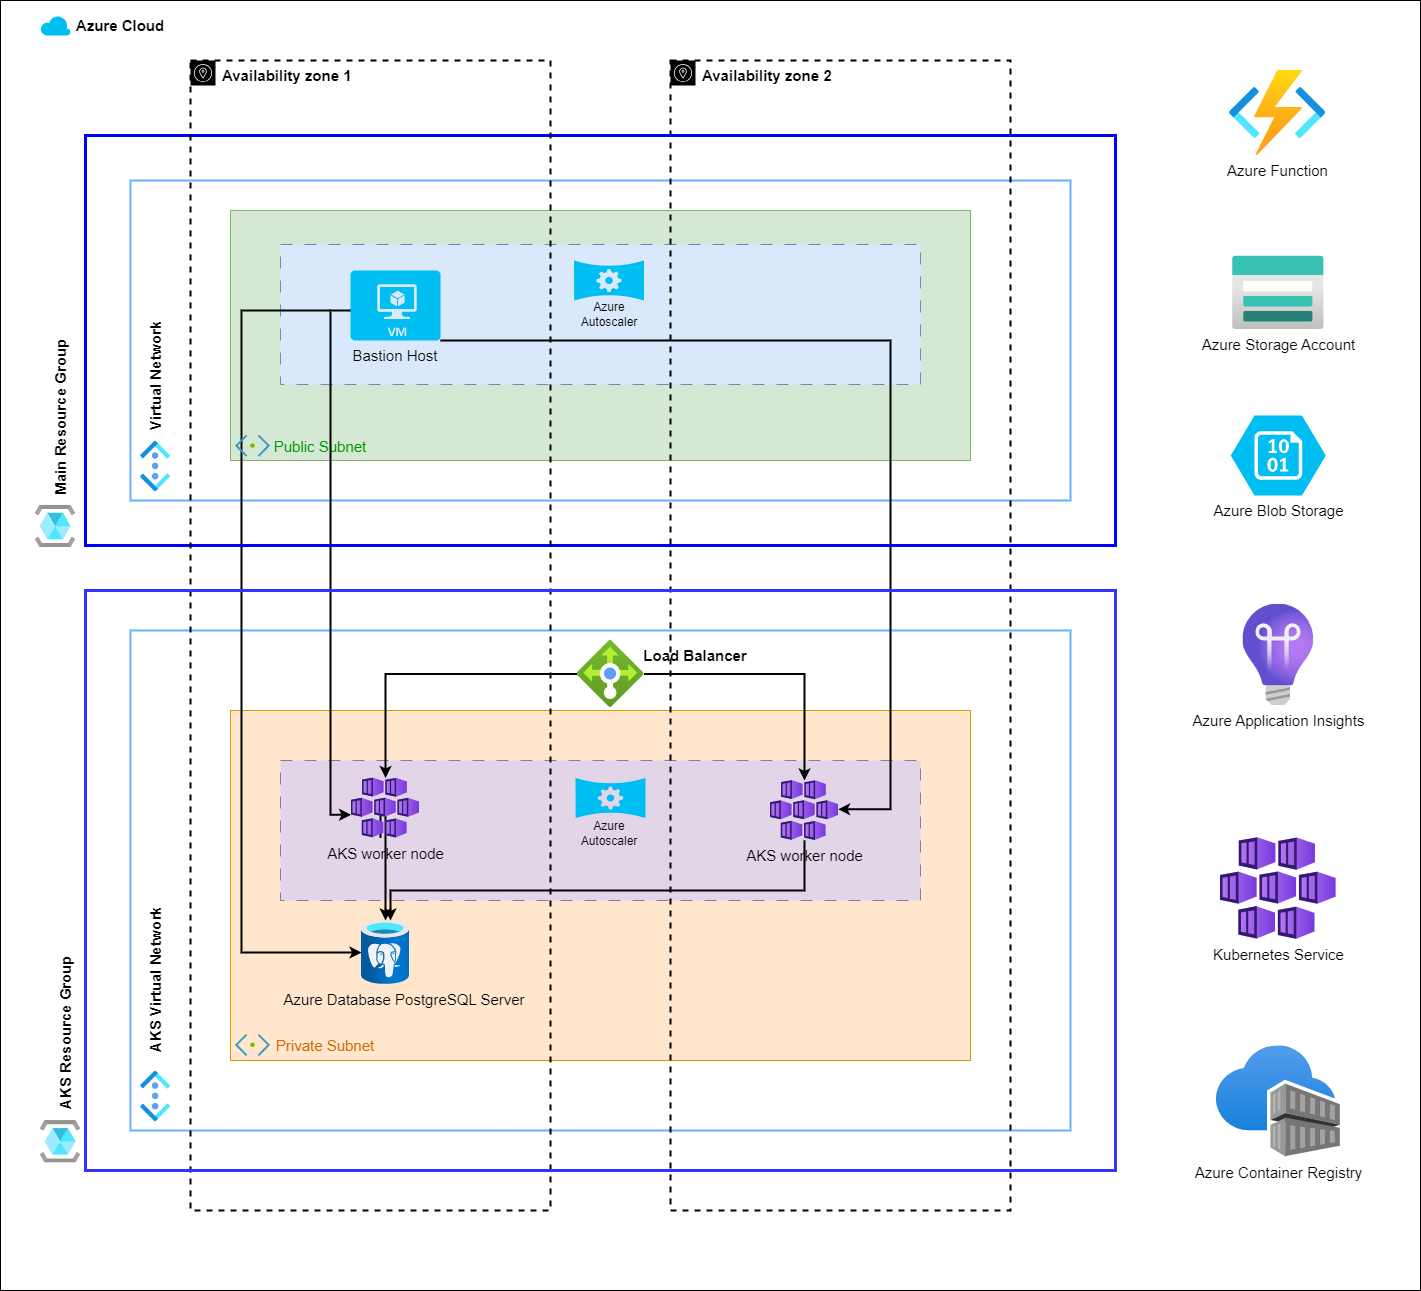 Azure Cloud
Availability zone 1
Availability zone 2
Azure Function
Main Resource Group
Virtual Network
VM
Bastion Host
Azure
Autoscaler
Public Subnet
Azure Storage Account
10
01
Azure Blob Storage
AKS Resource Group
AKS Virtual Network
Load Balancer
AKS worker node
Azure
Autoscaler
AKS worker node
Azure Database PostgreSQL Server
Private Subnet
Azure Application Insights
Kubernetes Service
Azure Container Registry